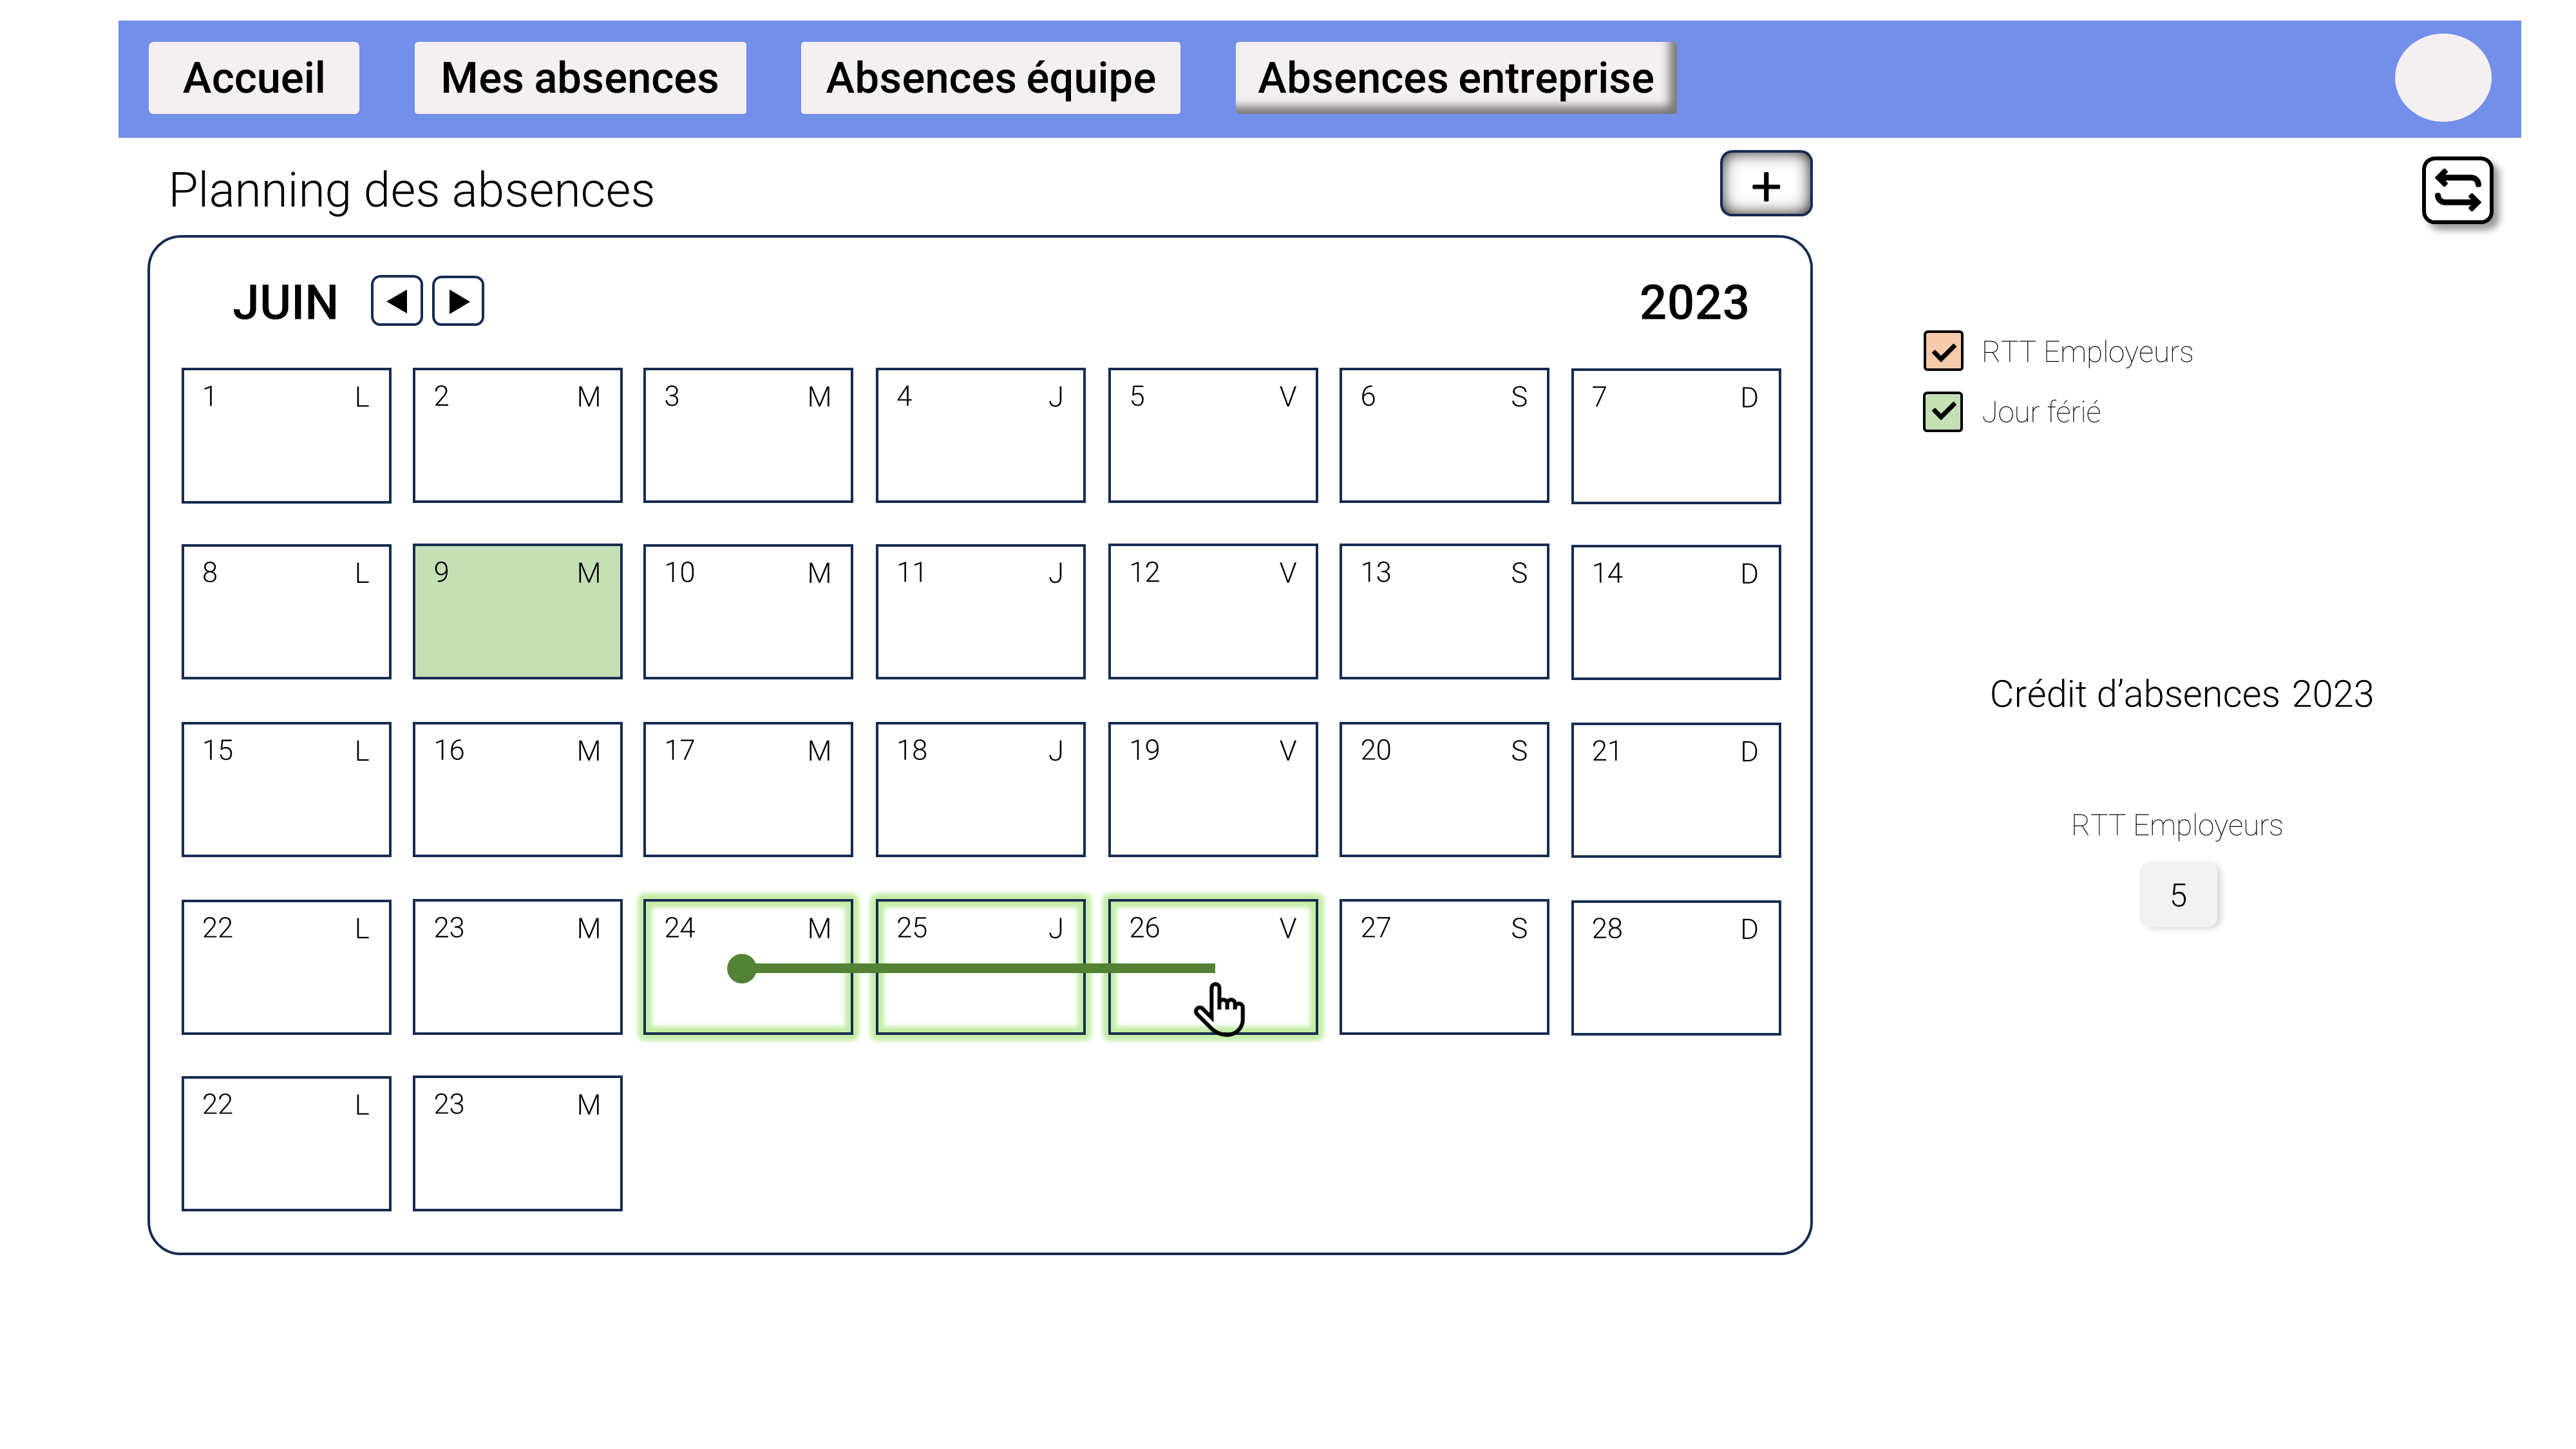 Accueil Mes absences Absences équipe Absences entreprise
Planning des absences +
JUIN 2023
RTT Employeurs
Jour férié
1 L 2 M 3 M 4 J 5 V 6 S 7 D
8 L 9 M 10 M 11 J 12 V 13 S 14 D
15 L 16 M 17 M 18 J 19 V 20 S 21 D
22 L 23 M 24 M 25 J 26 V 27 S 28 D
22 L 23 M
Crédit d’absences 2023
RTT Employeurs
5